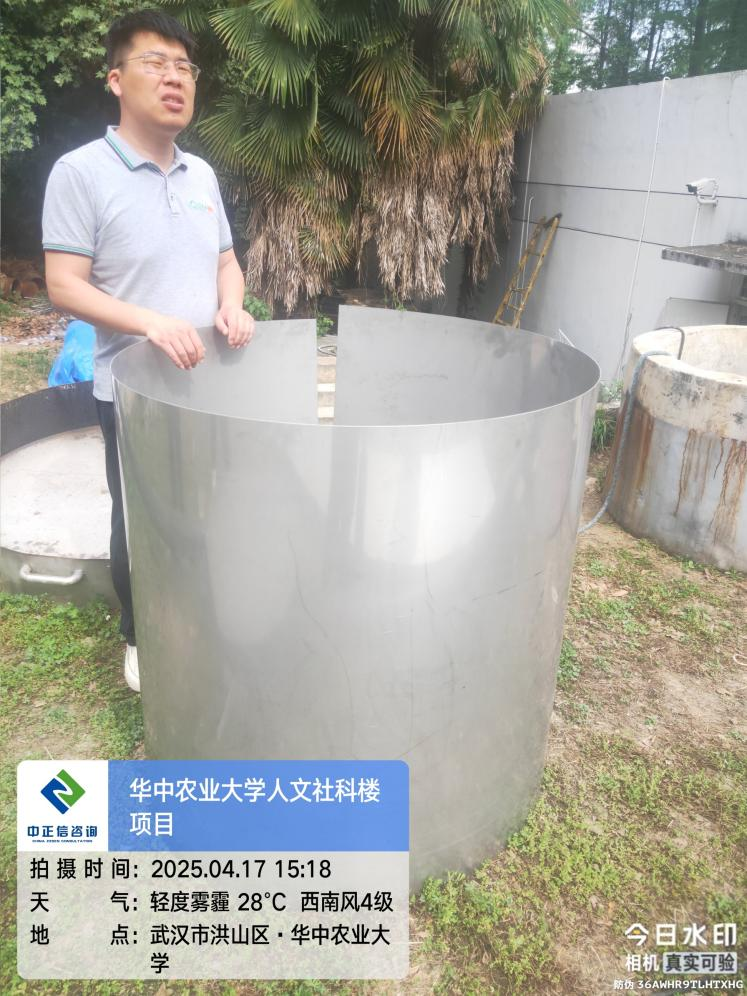 中正信咨询
CHINA ZXSIN CONSULTATION
华中农业大学人文社科楼
项目
拍摄时间: 2025.04.17 15:18
天气: 轻度雾霾 28°C 西南风4级
地点: 武汉市洪山区·华中农业大
学
今日水印
相机 真实可验
防伪 36AWHR9TLHTXHG